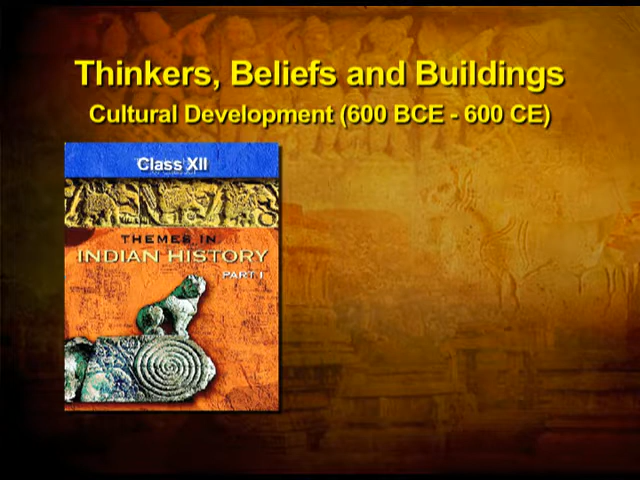 Thinkers, Beliefs and Buildings
Cultural Development (600 BCE - 600 CE)
Class XII
THEMES IN
INDIAN HISTORY
PART I